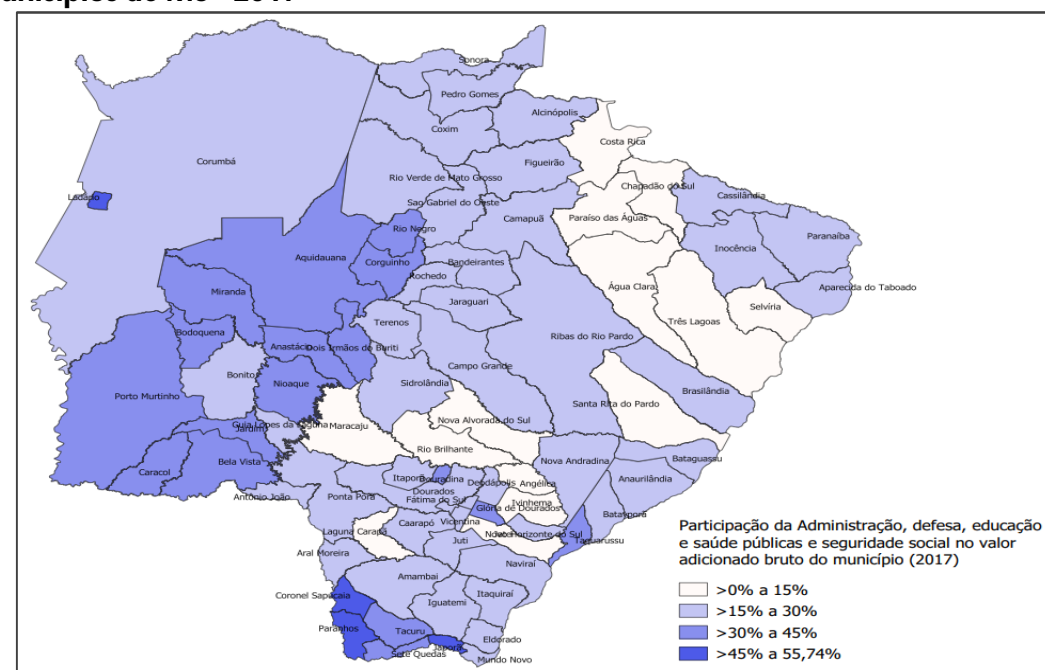 Sonora
Pedro Gomes
Alcinópolis
Coxim
Costa Rica
Corumbá
Figueirão
Rio Verde de Mato Grosso
Chapadão do Sul
Ladário
Cassilândia
Sao Gabriel do Oeste
Camapuã
Paraíso das Águas
Rio Negro
Paranaíba
Inocência
Aquidauana
Corguinho
Bandeirantes
Rochedo
Água Clara
Aparecida do Taboado
Miranda
Jaraguari
Selvíria
Três Lagoas
Terenos
Bodoquena
Ribas do Rio Pardo
Anastácio
Dois Irmãos do Buriti
Campo Grande
Bonito
Nioaque
Sidrolândia
Brasilândia
Porto Murtinho
Santa Rita do Pardo
Nova Alvorada do Sul
Guia Lopes da Laguna
Jardim
Maracaju
Rio Brilhante
Bela Vista
Nova Andradina
Bataguassu
Caracol
Itaporã
Douradina
Anaurilândia
Deodápolis
Angélica
Antônio João
Ponta Porã
Dourados
Fátima do Sul
Ivinhema
Glória de Dourados
Batayporã
Caarapó
Vicentina
Taquarussu
Laguna Carapã
Novo Horizonte do Sul
Juti
Aral Moreira
Naviraí
Amambai
Coronel Sapucaia
Itaquiraí
Iguatemi
Paranhos
Tacuru
Eldorado
Japorã
Sete Quedas
Mundo Novo
Participação da Administração, defesa, educação
e saúde públicas e seguridade social no valor
adicionado bruto do município (2017)
>0% a 15%
>15% a 30%
>30% a 45%
>45% a 55,74%